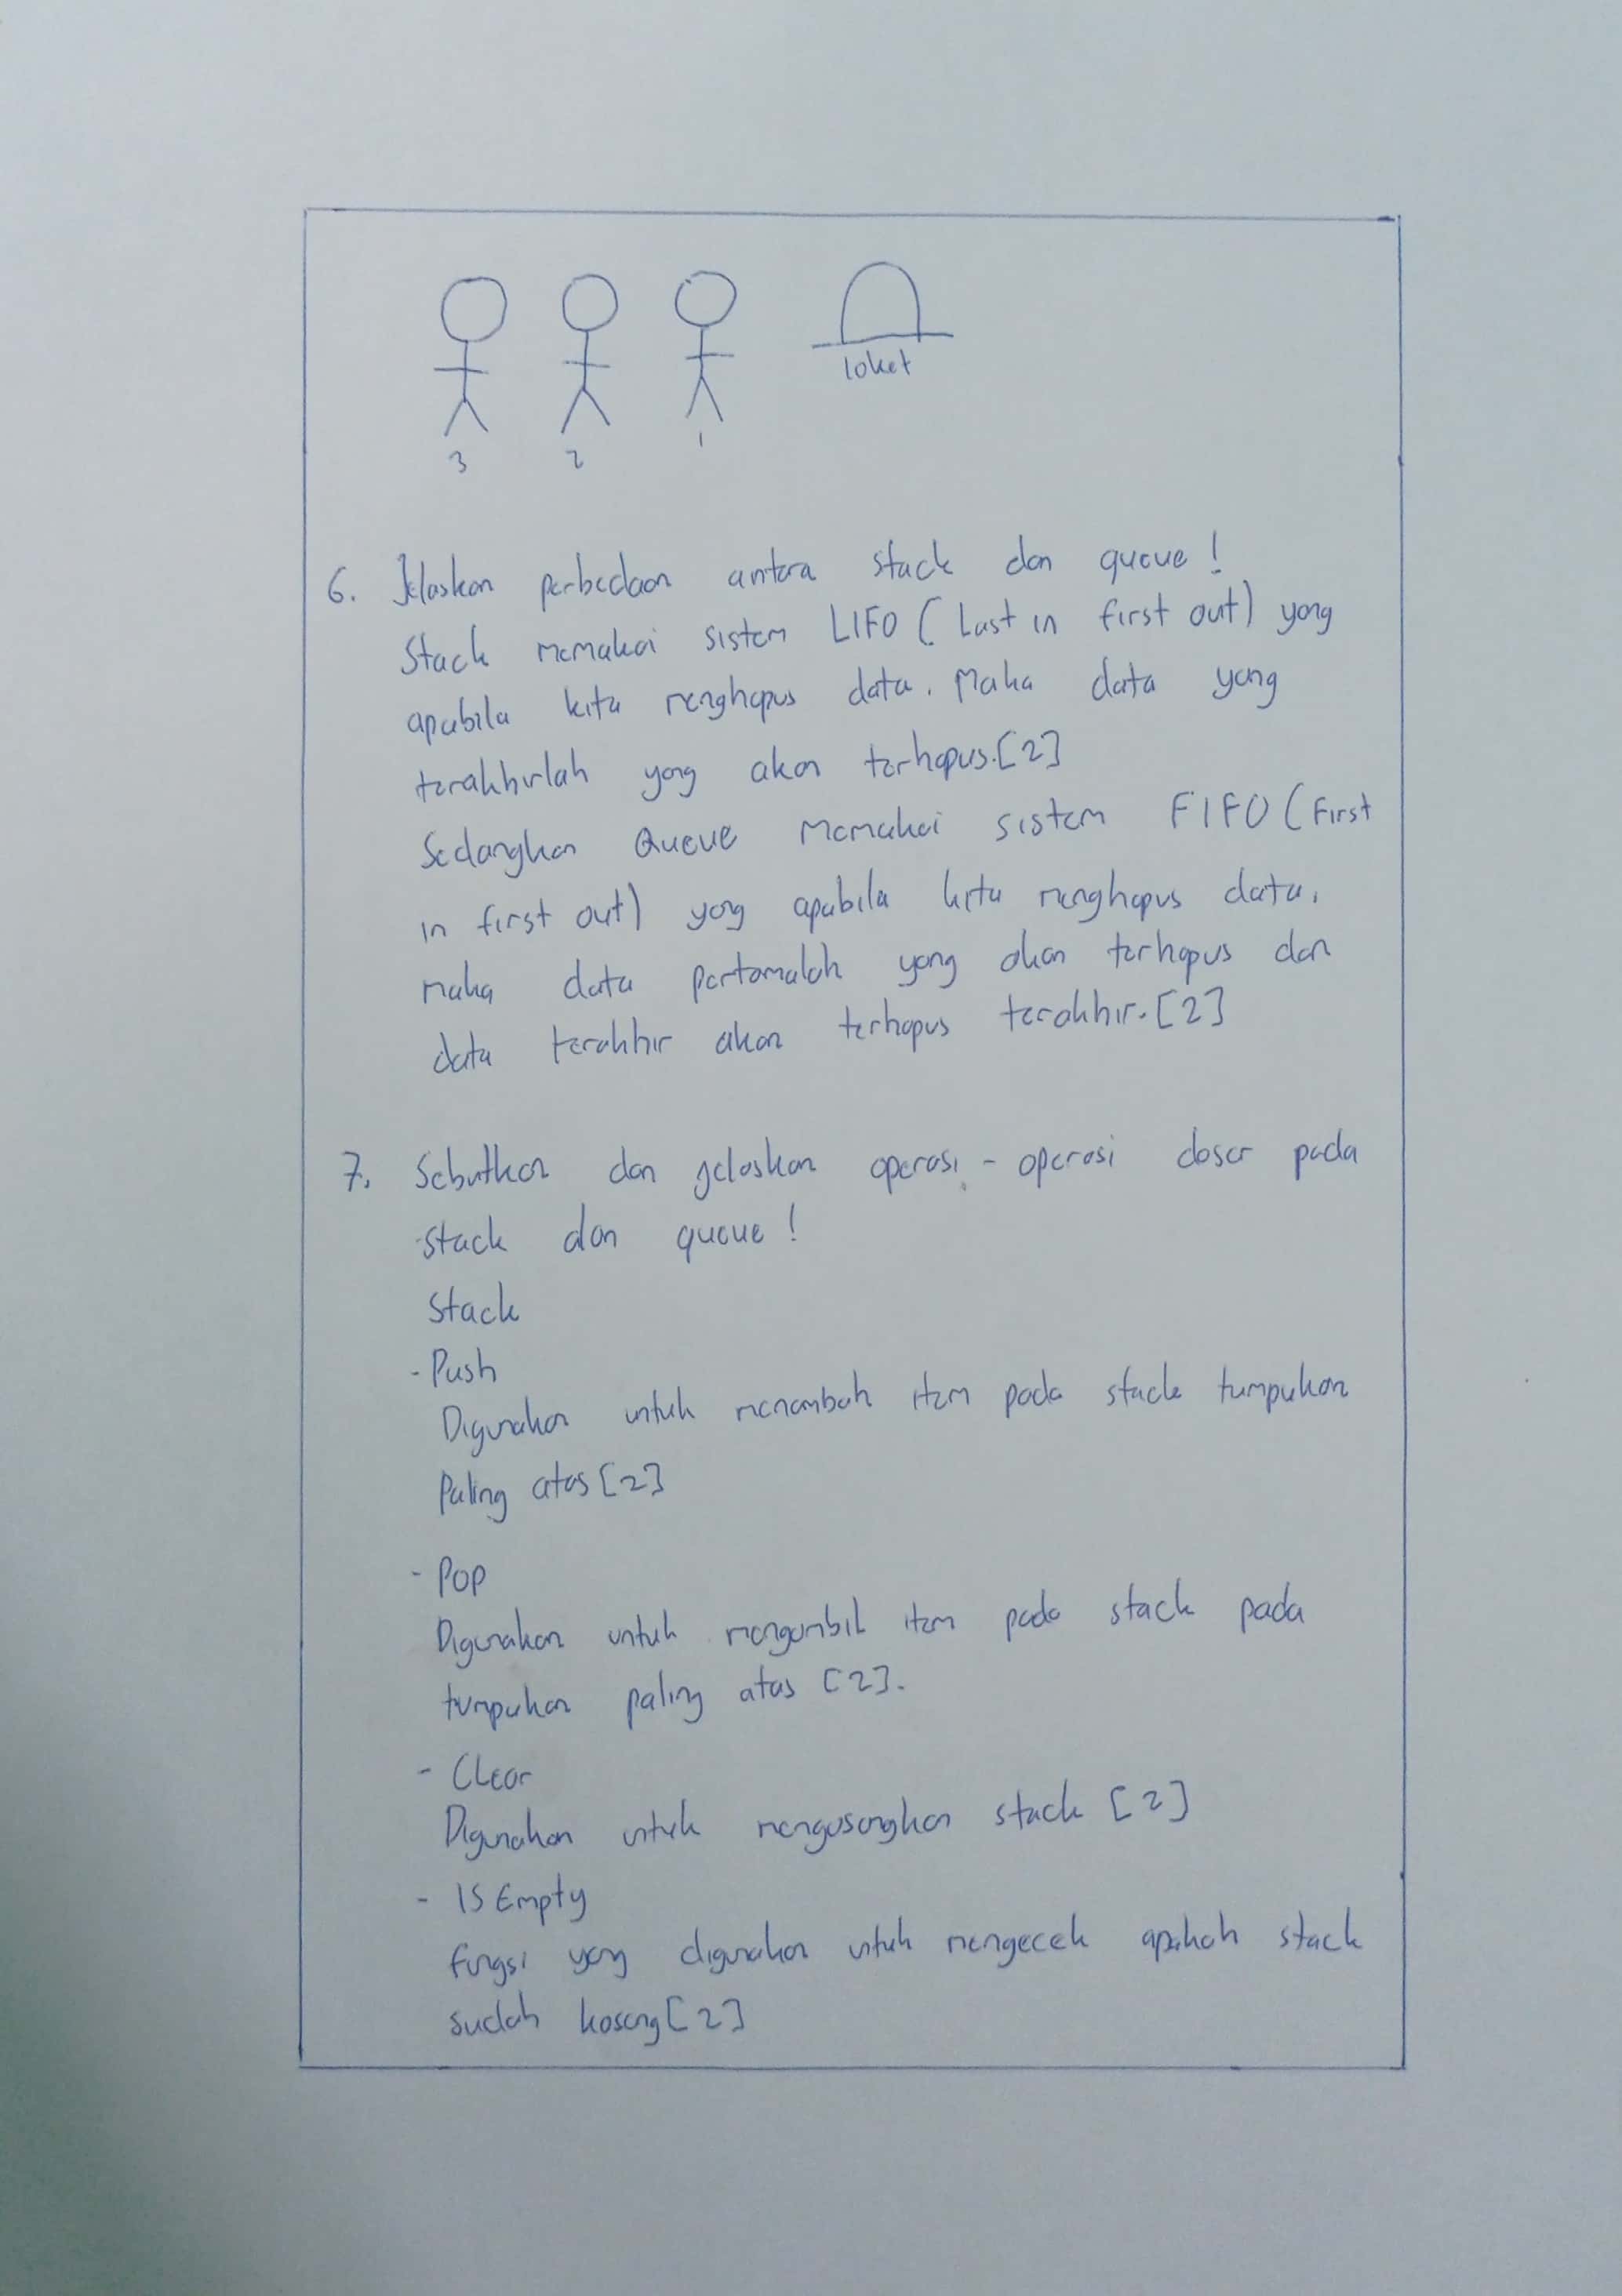 loket
3 2 1
6. Jelaskan perbedaan antara stack dan queue !
Stack memakai sistem LIFO ( Last in first out) yang
apabila kita menghapus data. Maka data yang
terakhirlah yang akan terhapus.[2]
Sedangkan Queue memakai sistem FIFO ( First
in first out) yang apabila kita menghapus data,
maka data pertamalah yang akan terhapus dan
data terakhir akan terhapus terakhir.[2]
7. Sebutkan dan jelaskan operasi - operasi dasar pada
stack dan queue !
Stack
- Push
Digunakan untuk menambah item pada stack tumpukan
Paling atas [2]
- Pop
Digunakan untuk mengambil item pada stack pada
tumpukan paling atas [2].
- Clear
Digunakan untuk mengosongkan stack [2]
- IS Empty
fungsi yang digunakan untuk mengecek apakah stack
sudah kosong [2]